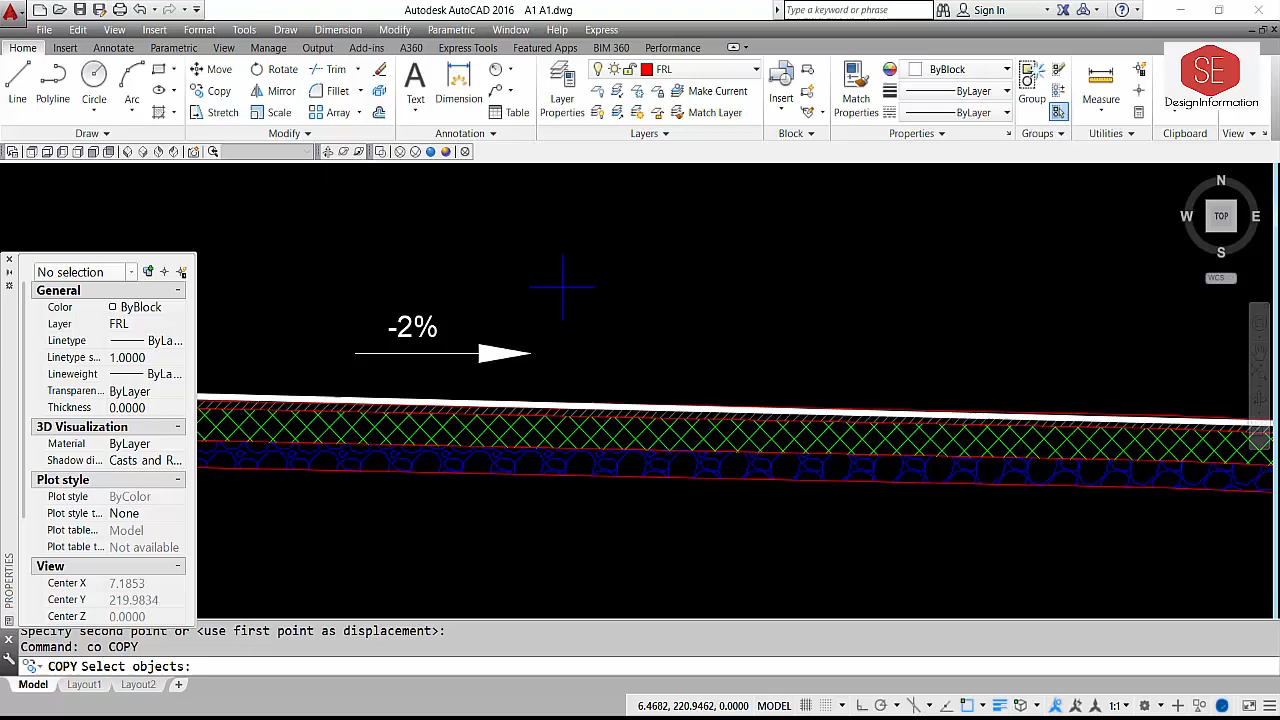 Autodesk AutoCAD 2016 A1 A1.dwg
Type a keyword or phrase
Sign In
File Edit View Insert Format Tools Draw Dimension Modify Parametric Window Help Express
Home Insert Annotate Parametric View Manage Output Add-ins A360 Express Tools Featured Apps BIM 360 Performance
Line Polyline Circle Arc
Move Rotate Trim
Copy Mirror Fillet
Stretch Scale Array
Text Dimension Table
Layer Properties
FRL
Make Current
Match Layer
Insert
Match Properties
ByBlock
ByLayer
ByLayer
Group
Measure
SE
DesignInformation
Draw Modify Annotation Layers Block Properties Groups Utilities Clipboard View
N
W TOP E
S
WCS
No selection
General
Color ByBlock
Layer FRL
Linetype ByLa...
Linetype s... 1.0000
Lineweight ByLa...
Transparen... ByLayer
Thickness 0.0000
3D Visualization
Material ByLayer
Shadow di... Casts and R...
Plot style
Plot style ByColor
Plot style t... None
Plot table... Model
Plot table t... Not available
View
Center X 7.1853
Center Y 219.9834
Center Z 0.0000
PROPERTIES
-2%
Specify second point or <use first point as displacement>:
Command: co COPY
COPY Select objects:
Model Layout1 Layout2 +
6.4682, 220.9462, 0.0000 MODEL 1:1